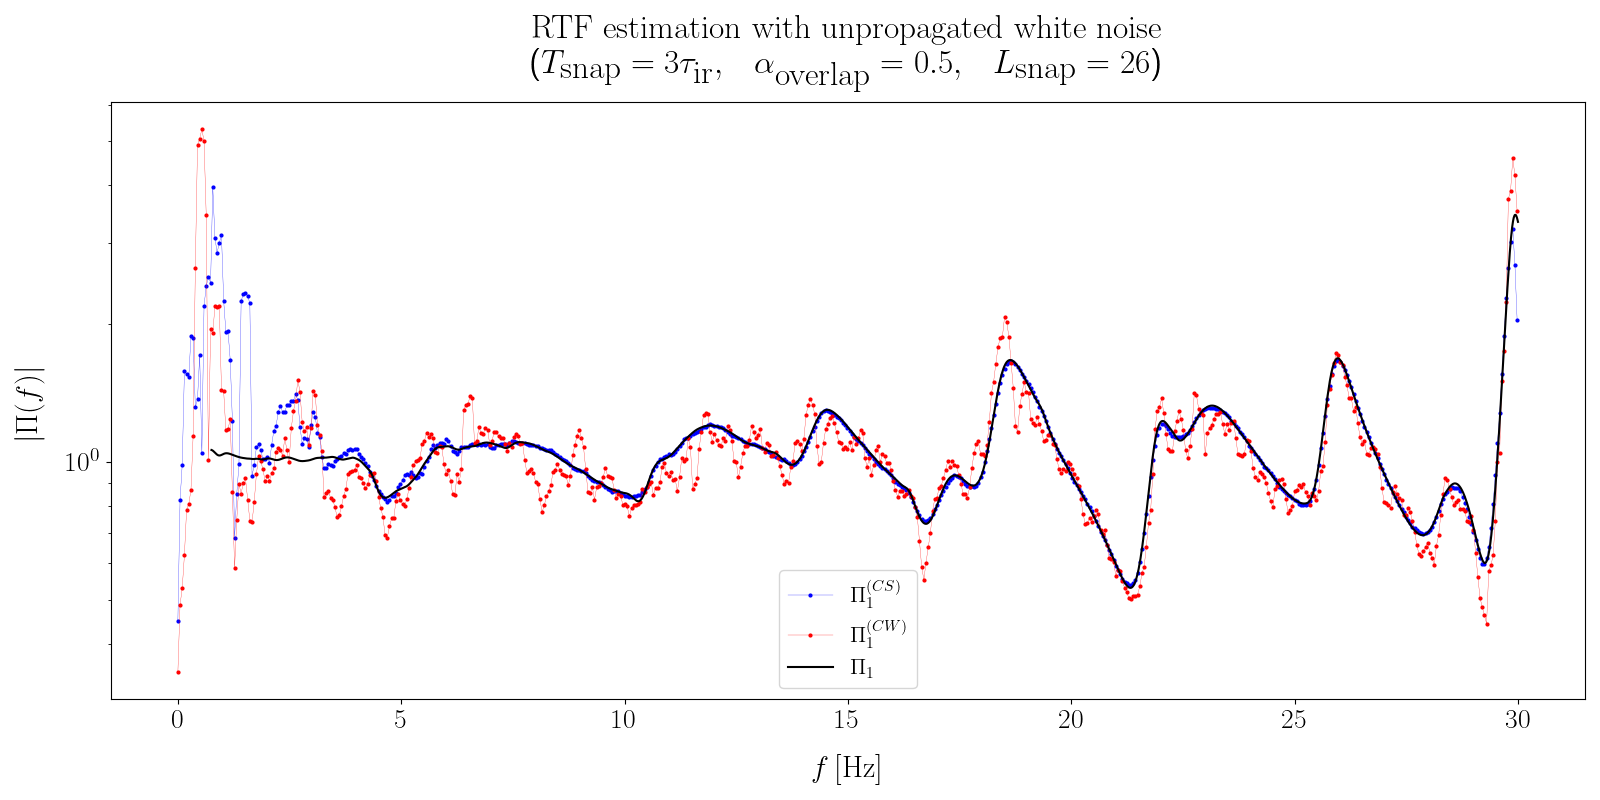 RTF estimation with unpropagated white noise
(T_snap = 3τ_ir, α_overlap = 0.5, L_snap = 26)
|Π(f)|
10^0
Π_1^(CS)
Π_1^(CW)
Π_1
0 5 10 15 20 25 30
f [Hz]